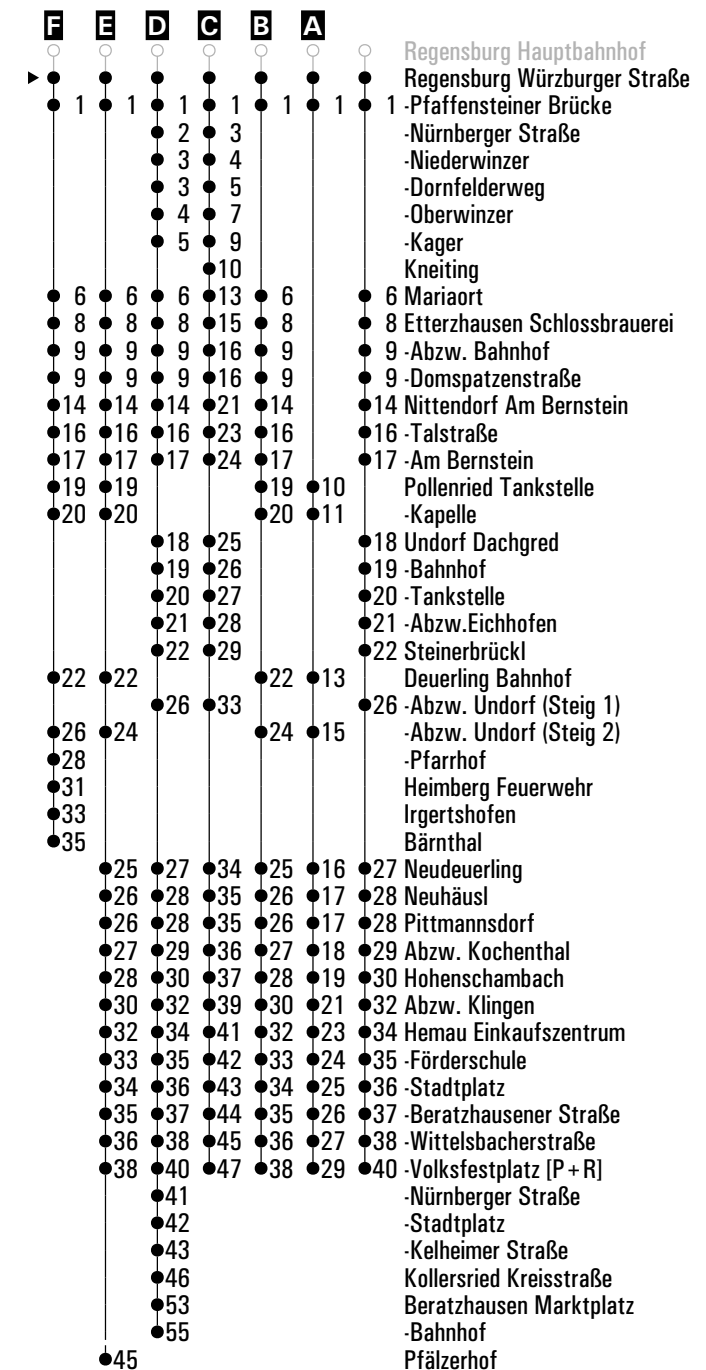 F E D C B A
Regensburg Hauptbahnhof
Regensburg Würzburger Straße
1 1 1 1 1 1 1 -Pfaffensteiner Brücke
2 3 -Nürnberger Straße
3 4 -Niederwinzer
3 5 -Dornfelderweg
4 7 -Oberwinzer
5 9 -Kager
10 Kneiting
6 6 6 13 6 6 Mariaort
8 8 8 15 8 8 Etterzhausen Schlossbrauerei
9 9 9 16 9 9 -Abzw. Bahnhof
9 9 9 16 9 9 -Domspatzenstraße
14 14 14 21 14 14 Nittendorf Am Bernstein
16 16 16 23 16 16 -Talstraße
17 17 17 24 17 17 -Am Bernstein
19 19 19 10 Pollenried Tankstelle
20 20 20 11 -Kapelle
18 25 18 Undorf Dachgred
19 26 19 -Bahnhof
20 27 20 -Tankstelle
21 28 21 -Abzw.Eichhofen
22 29 22 Steinerbrückl
22 22 22 13 Deuerling Bahnhof
26 33 26 -Abzw. Undorf (Steig 1)
26 24 24 15 -Abzw. Undorf (Steig 2)
28 -Pfarrhof
31 Heimberg Feuerwehr
33 Irgertshofen
35 Bärnthal
25 27 34 25 16 27 Neudeuerling
26 28 35 26 17 28 Neuhäusl
26 28 35 26 17 28 Pittmannsdorf
27 29 36 27 18 29 Abzw. Kochenthal
28 30 37 28 19 30 Hohenschambach
30 32 39 30 21 32 Abzw. Klingen
32 34 41 32 23 34 Hemau Einkaufszentrum
33 35 42 33 24 35 -Förderschule
34 36 43 34 25 36 -Stadtplatz
35 37 44 35 26 37 -Beratzhausener Straße
36 38 45 36 27 38 -Wittelsbacherstraße
38 40 47 38 29 40 -Volksfestplatz [P+R]
41 -Nürnberger Straße
42 -Stadtplatz
43 -Kelheimer Straße
46 Kollersried Kreisstraße
53 Beratzhausen Marktplatz
55 -Bahnhof
45 Pfälzerhof